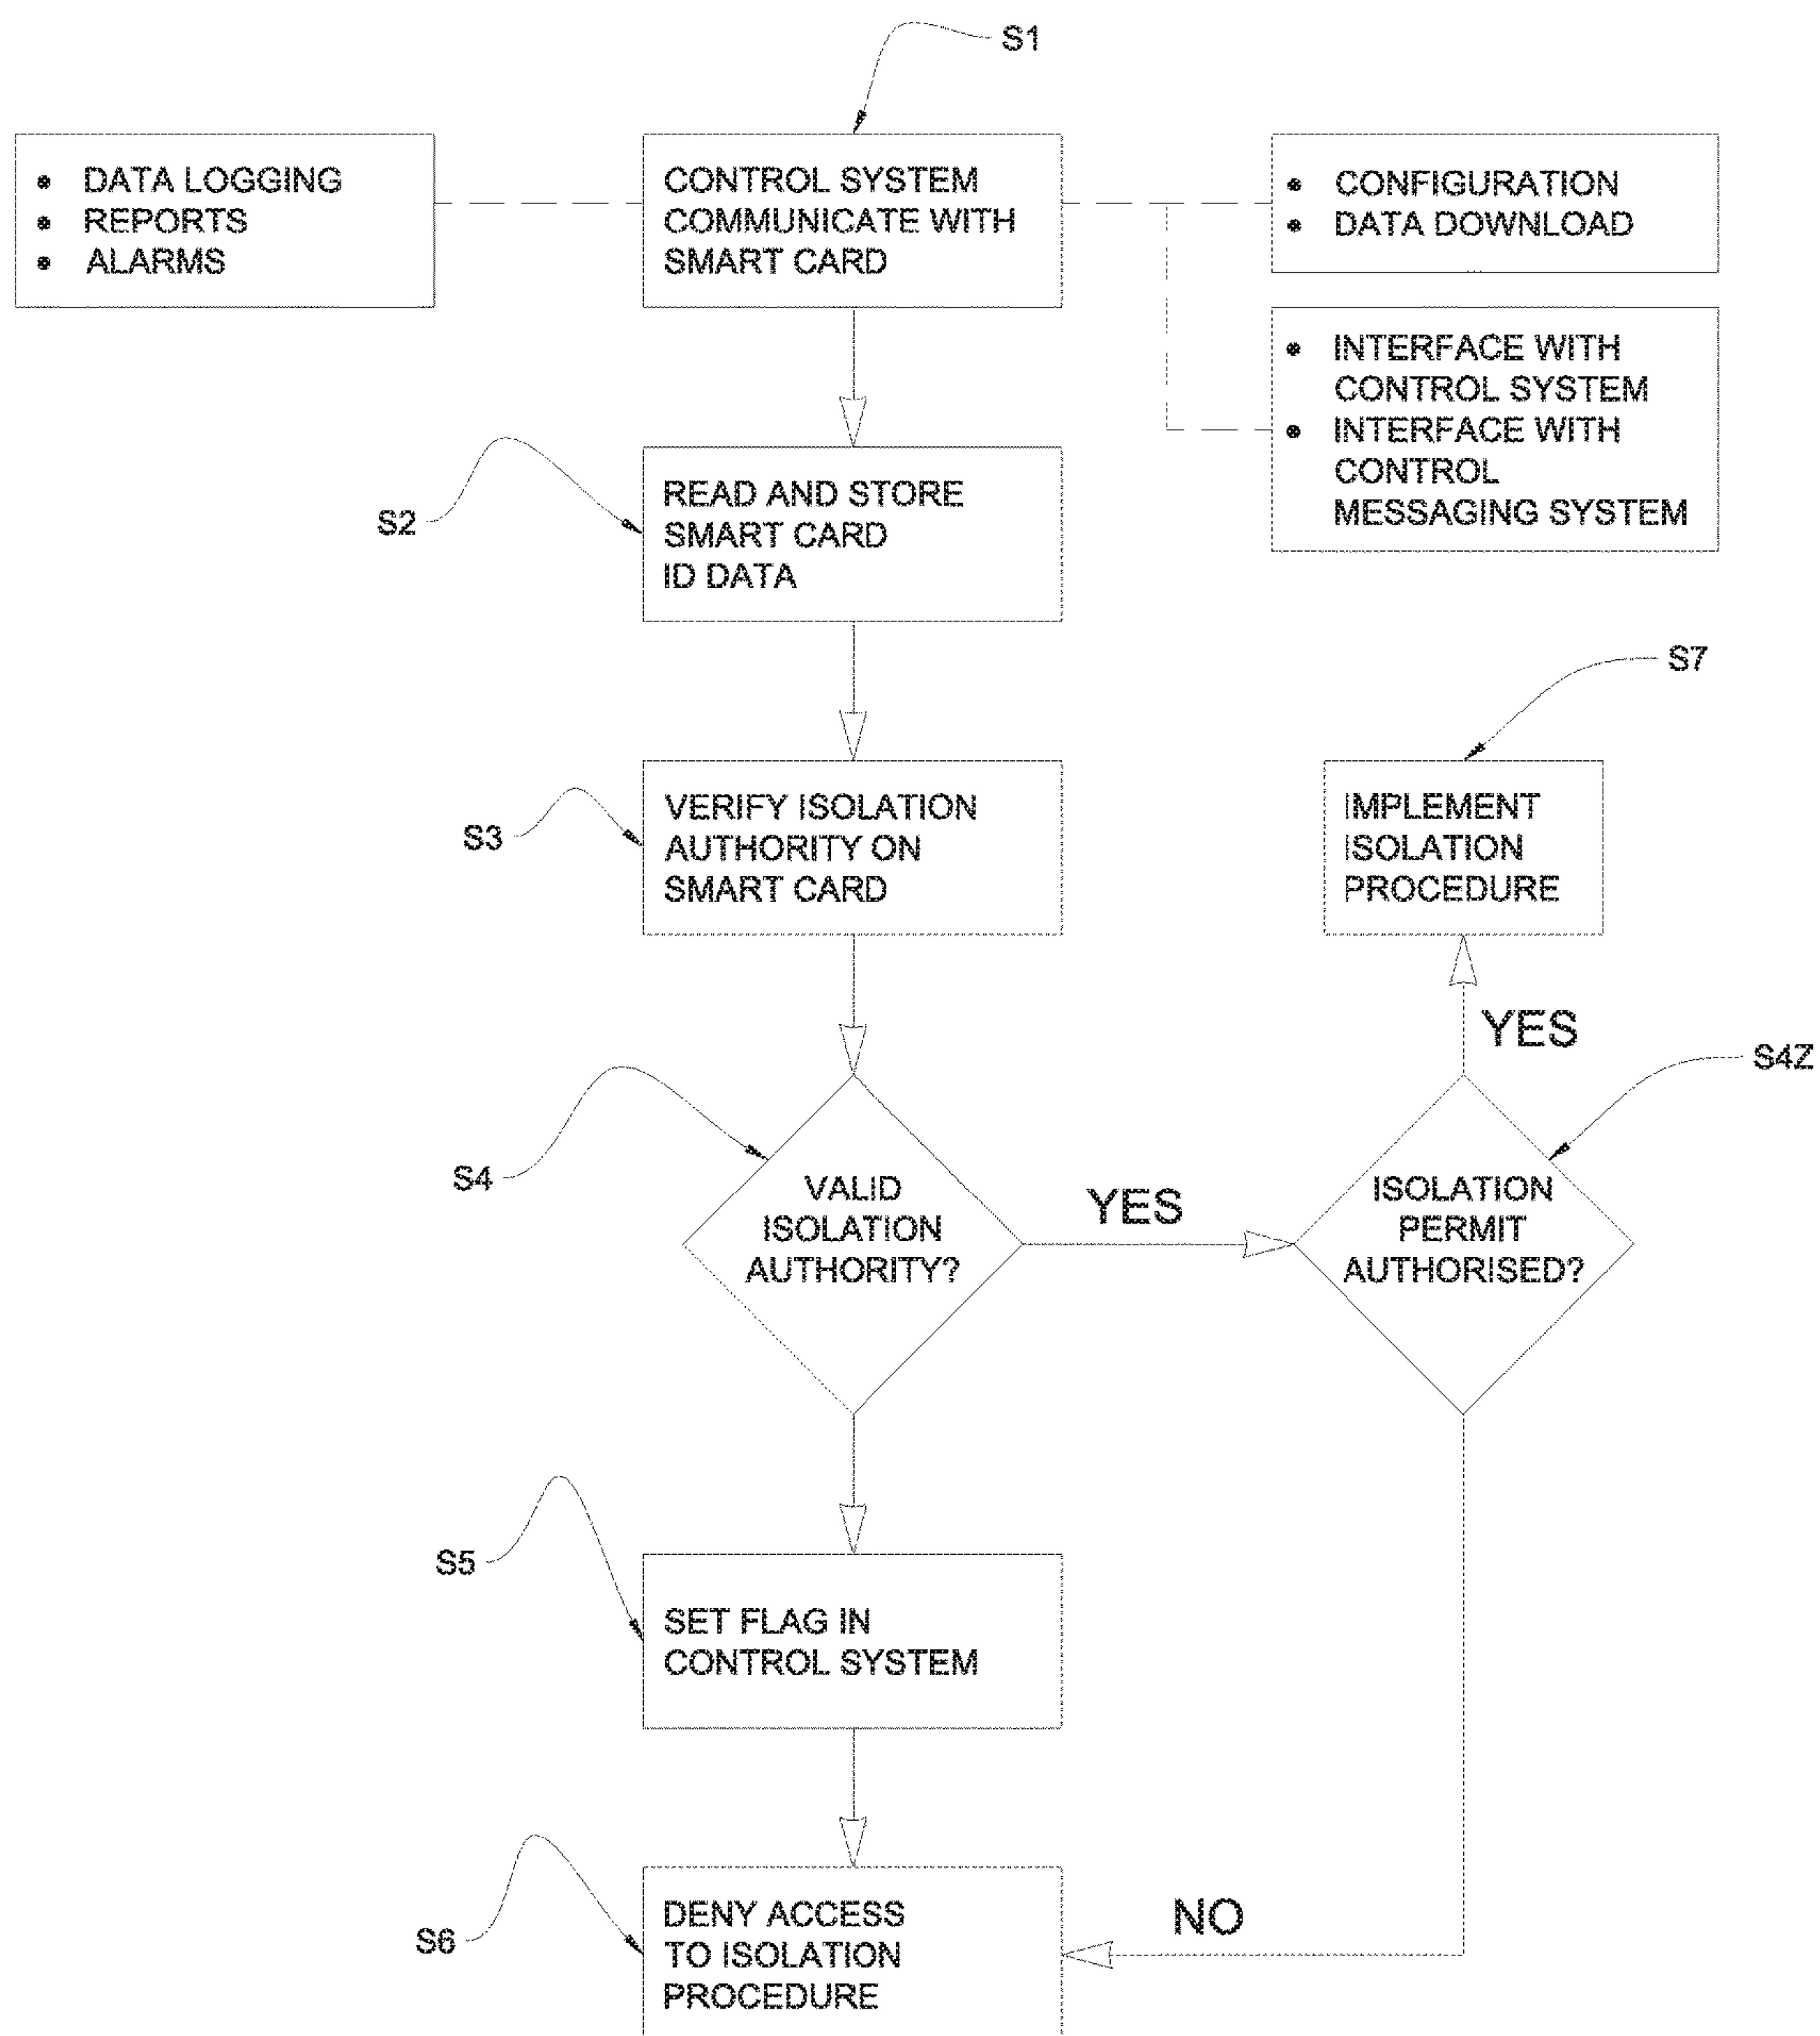 S1
• DATA LOGGING
• REPORTS
• ALARMS
CONTROL SYSTEM
COMMUNICATE WITH
SMART CARD
• CONFIGURATION
• DATA DOWNLOAD
• INTERFACE WITH
CONTROL SYSTEM
• INTERFACE WITH
CONTROL
MESSAGING SYSTEM
S2
READ AND STORE
SMART CARD
ID DATA
S7
S3
VERIFY ISOLATION
AUTHORITY ON
SMART CARD
IMPLEMENT
ISOLATION
PROCEDURE
YES
S4Z
S4
VALID
ISOLATION
AUTHORITY?
YES
ISOLATION
PERMIT
AUTHORISED?
S5
SET FLAG IN
CONTROL SYSTEM
S6
DENY ACCESS
TO ISOLATION
PROCEDURE
NO